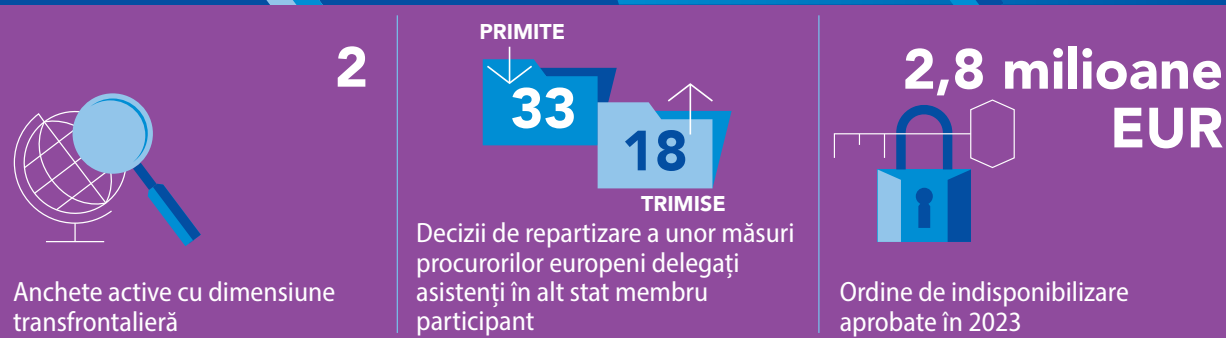 2
Anchete active cu dimensiune
transfrontalieră
PRIMITE
33
18
TRIMISE
Decizii de repartizare a unor măsuri
procurorilor europeni delegați
asistenți în alt stat membru
participant
2,8 milioane
EUR
Ordine de indisponibilizare
aprobate în 2023